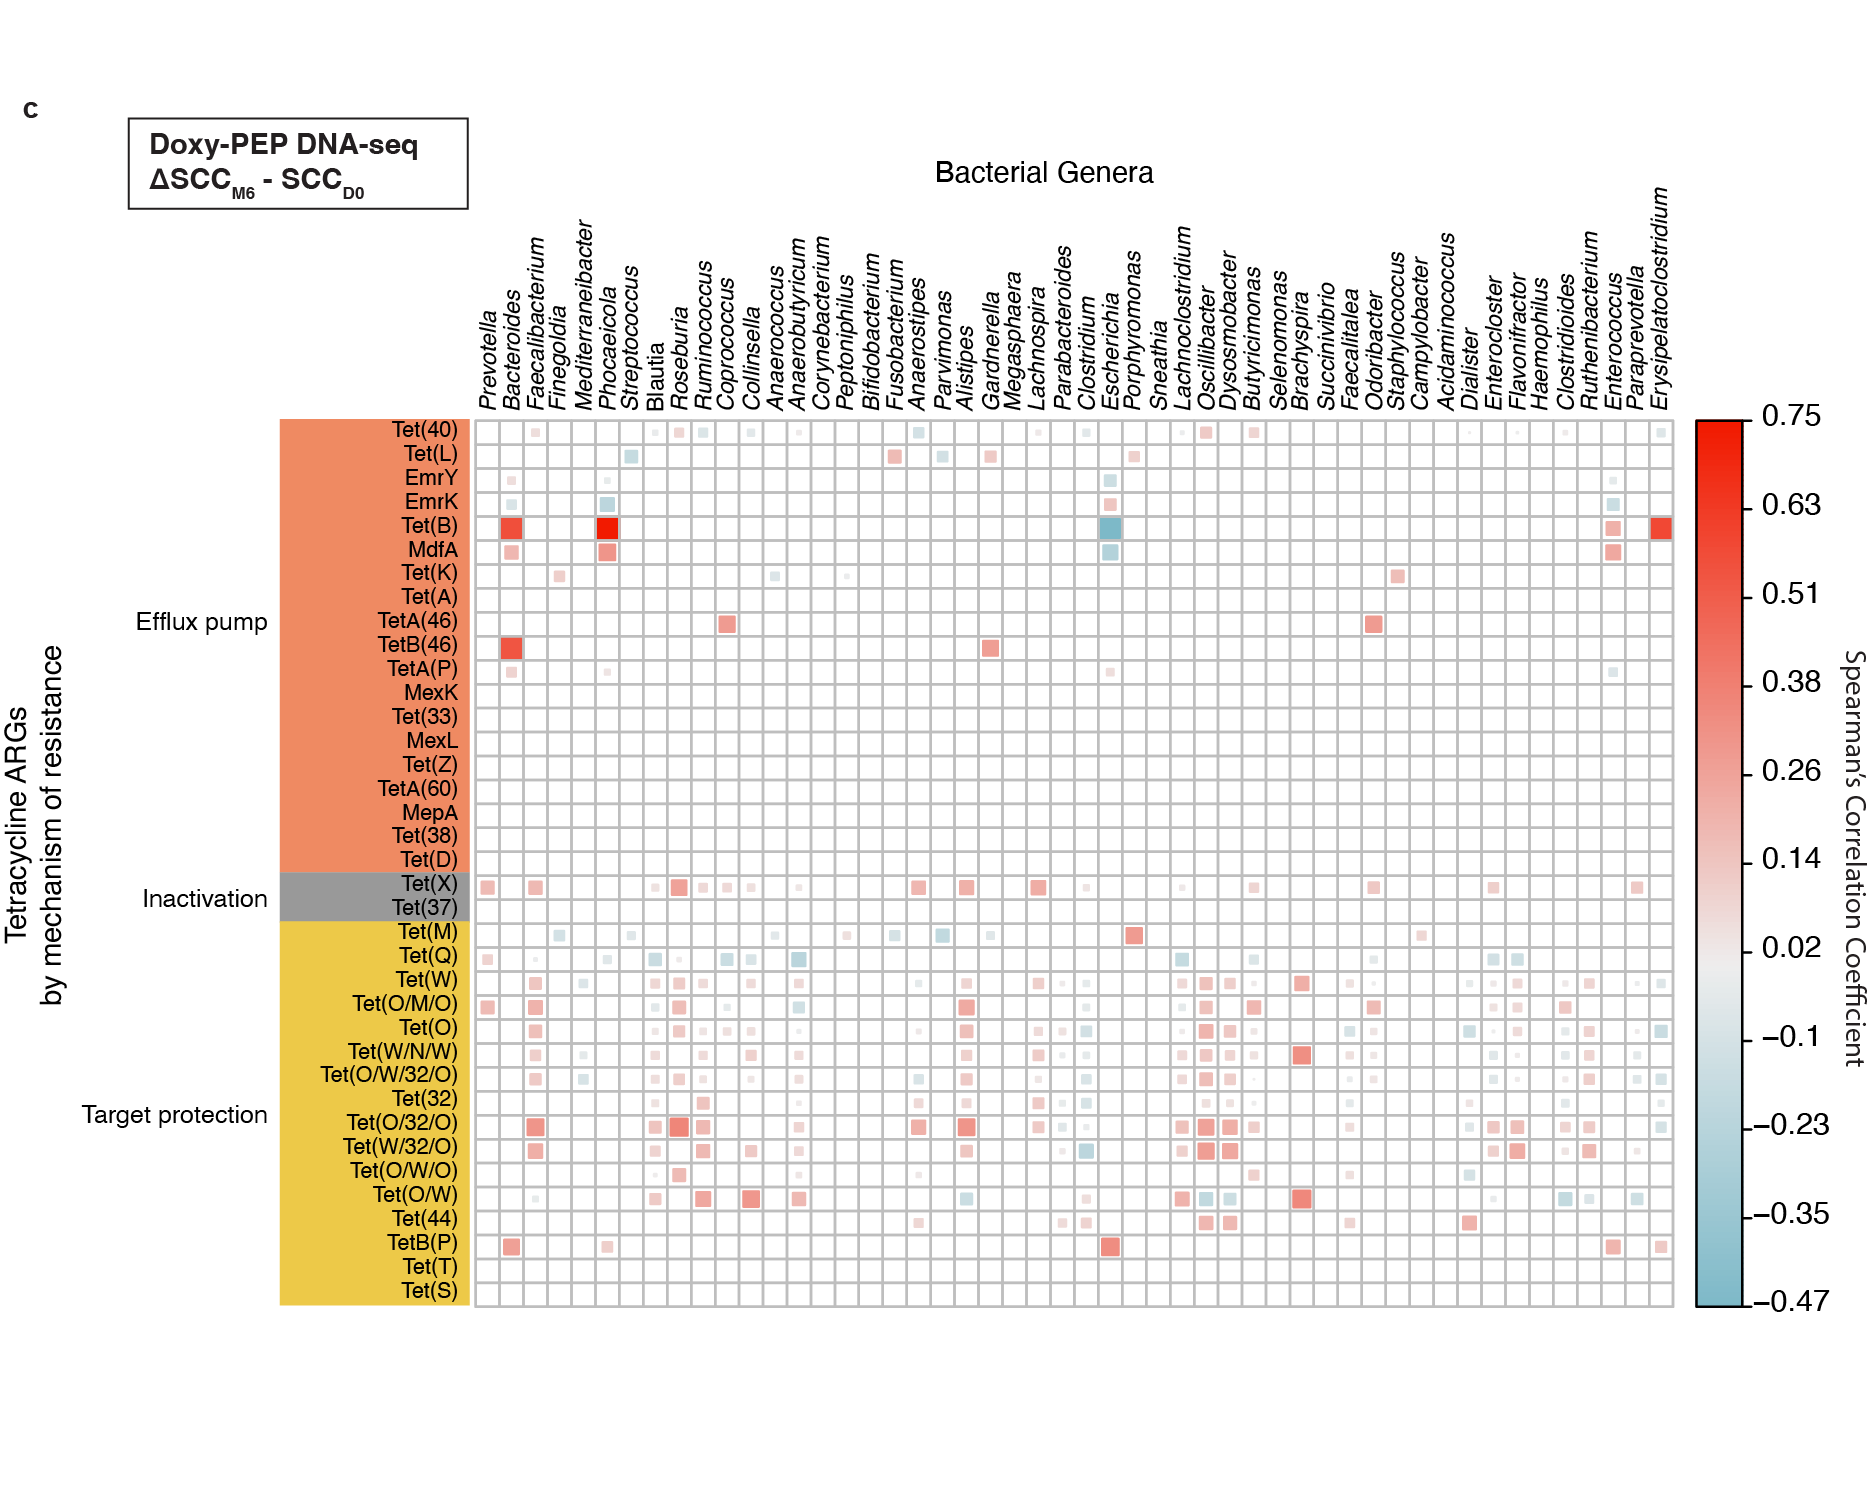 c
Doxy-PEP DNA-seq
ΔSCC_M6 - SCC_D0
Bacterial Genera
Prevotella
Bacteroides
Faecalibacterium
Finegoldia
Mediterraneibacter
Phocaeicola
Streptococcus
Blautia
Roseburia
Ruminococcus
Coprococcus
Collinsella
Anaerococcus
Anaerobutyricum
Corynebacterium
Peptoniphilus
Bifidobacterium
Fusobacterium
Anaerostipes
Parvimonas
Alistipes
Gardnerella
Megasphaera
Lachnospira
Parabacteroides
Clostridium
Escherichia
Porphyromonas
Sneathia
Lachnoclostridium
Oscillibacter
Dysosmobacter
Butyricimonas
Selenomonas
Brachyspira
Succinivibrio
Faecalitalea
Odoribacter
Staphylococcus
Campylobacter
Acidaminococcus
Dialister
Enterocloster
Flavonifractor
Haemophilus
Clostridioides
Ruthenibacterium
Enterococcus
Paraprevotella
Erysipelatoclostridium
Tetracycline ARGs
by mechanism of resistance
Efflux pump
Inactivation
Target protection
Tet(40)
Tet(L)
EmrY
EmrK
Tet(B)
MdfA
Tet(K)
Tet(A)
TetA(46)
TetB(46)
TetA(P)
MexK
Tet(33)
MexL
Tet(Z)
TetA(60)
MepA
Tet(38)
Tet(D)
Tet(X)
Tet(37)
Tet(M)
Tet(Q)
Tet(W)
Tet(O/M/O)
Tet(O)
Tet(W/N/W)
Tet(O/W/32/O)
Tet(32)
Tet(O/32/O)
Tet(W/32/O)
Tet(O/W/O)
Tet(O/W)
Tet(44)
TetB(P)
Tet(T)
Tet(S)
0.75
0.63
0.51
0.38
0.26
0.14
0.02
−0.1
−0.23
−0.35
−0.47
Spearman's Correlation Coefficient